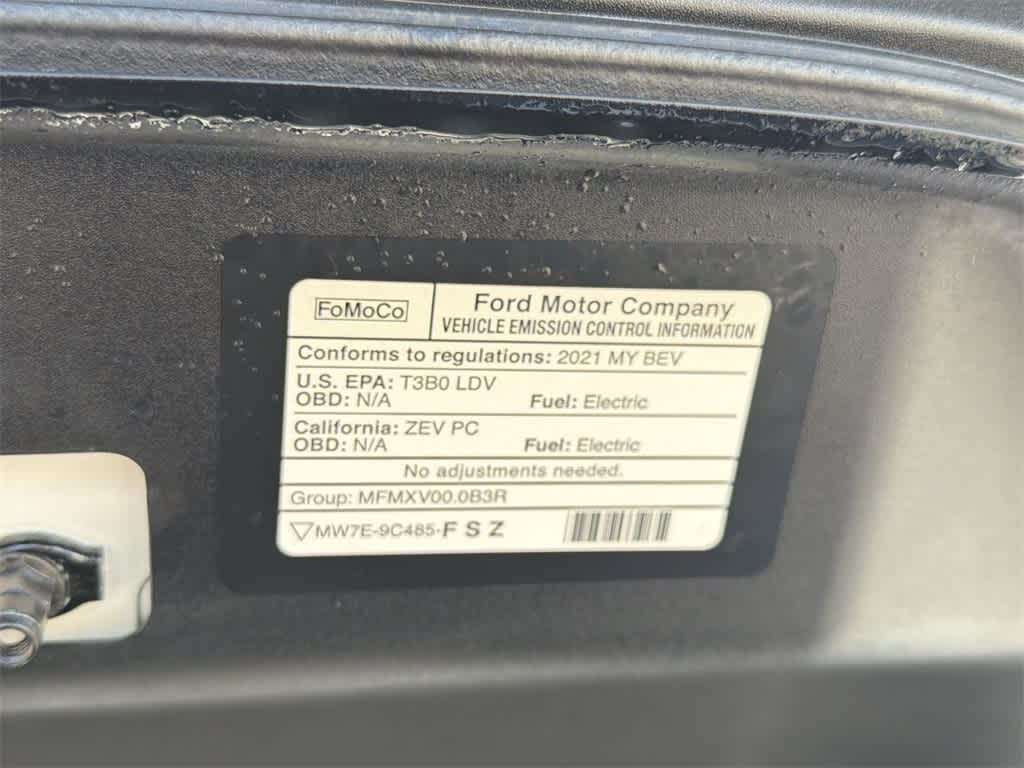 FoMoCo
Ford Motor Company
VEHICLE EMISSION CONTROL INFORMATION
Conforms to regulations: 2021 MY BEV
U.S. EPA: T3B0 LDV
OBD: N/A Fuel: Electric
California: ZEV PC
OBD: N/A Fuel: Electric
No adjustments needed.
Group: MFMXV00.0B3R
MW7E-9C485-F S Z